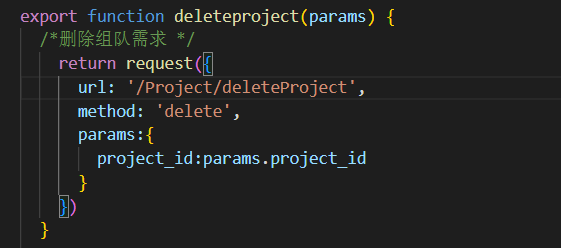 export function deleteproject(params) {
/*删除组队需求 */
return request({
url: '/Project/deleteProject',
method: 'delete',
params:{
project_id:params.project_id
}
})
}